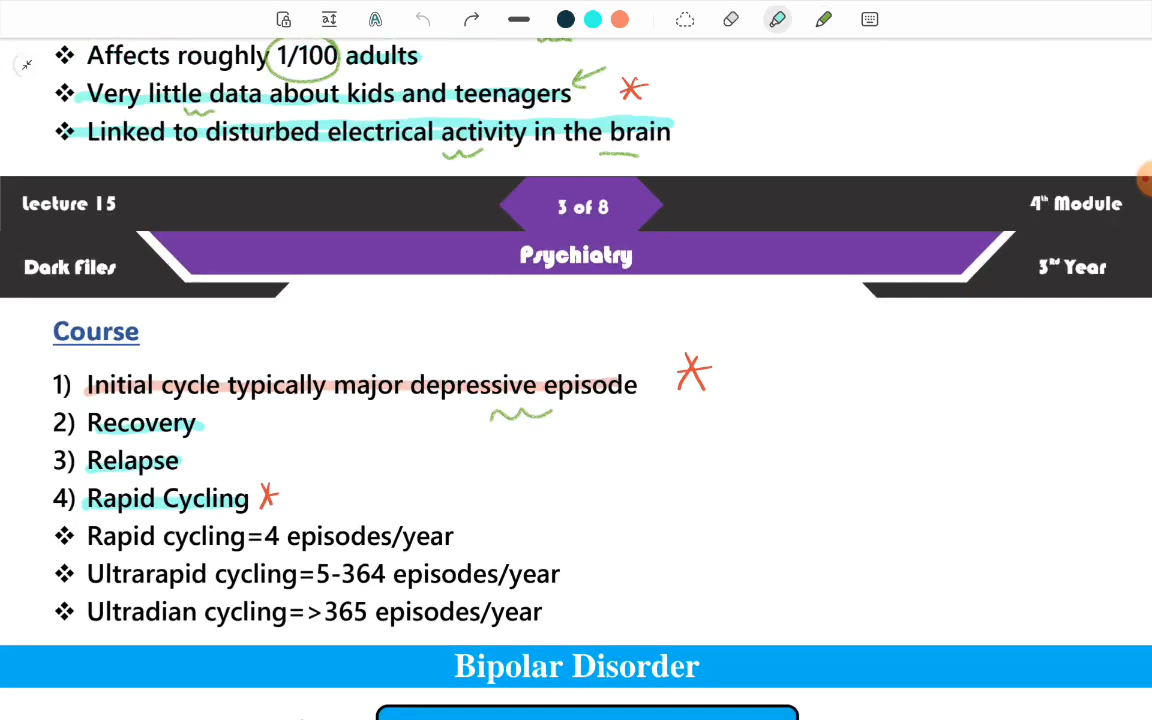 ❖ Affects roughly 1/100 adults
❖ Very little data about kids and teenagers
❖ Linked to disturbed electrical activity in the brain
Lecture 15
3 of 8
4th Module
Dark Files
Psychiatry
3rd Year
Course
1) Initial cycle typically major depressive episode
2) Recovery
3) Relapse
4) Rapid Cycling
❖ Rapid cycling=4 episodes/year
❖ Ultrarapid cycling=5-364 episodes/year
❖ Ultradian cycling=>365 episodes/year
Bipolar Disorder